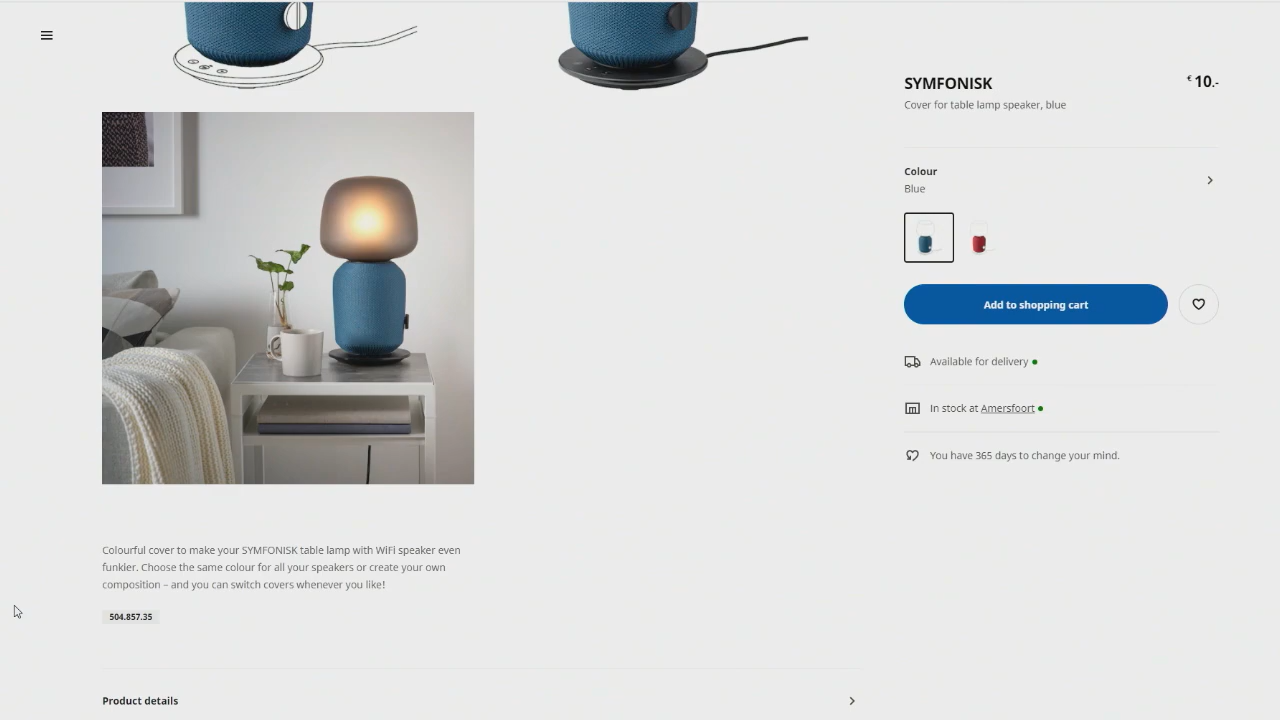 SYMFONISK
€ 10.-
Cover for table lamp speaker, blue
Colour
Blue
Add to shopping cart
Available for delivery
In stock at Amersfoort
You have 365 days to change your mind.
Colourful cover to make your SYMFONISK table lamp with WiFi speaker even
funkier. Choose the same colour for all your speakers or create your own
composition – and you can switch covers whenever you like!
504.857.35
Product details